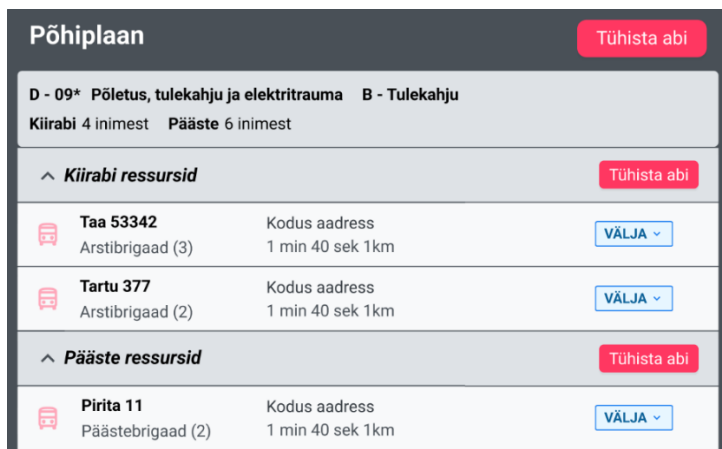 Põhiplaan
Tühista abi
D - 09* Põletus, tulekahju ja elektritrauma B - Tulekahju
Kiirabi 4 inimest Pääste 6 inimest
Kiirabi ressursid
Tühista abi
Taa 53342 Kodus aadress
VÄLJA
Arstibrigaad (3) 1 min 40 sek 1km
Tartu 377 Kodus aadress
VÄLJA
Arstibrigaad (2) 1 min 40 sek 1km
Pääste ressursid
Tühista abi
Pirita 11 Kodus aadress
VÄLJA
Päästebrigaad (2) 1 min 40 sek 1km